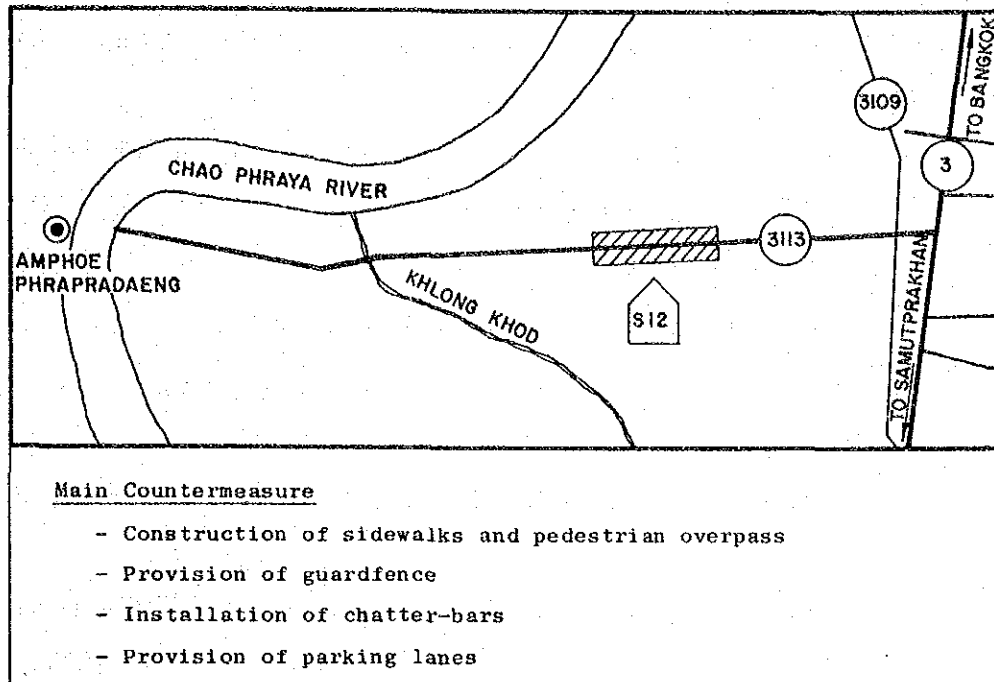 TO BANGKOK
3109
CHAO PHRAYA RIVER
3
3113
AMPHOE
PHRAPRADAENG
KHLONG KHOD
S12
TO SAMUTPRAKHAN
Main Countermeasure
- Construction of sidewalks and pedestrian overpass
- Provision of guardfence
- Installation of chatter-bars
- Provision of parking lanes